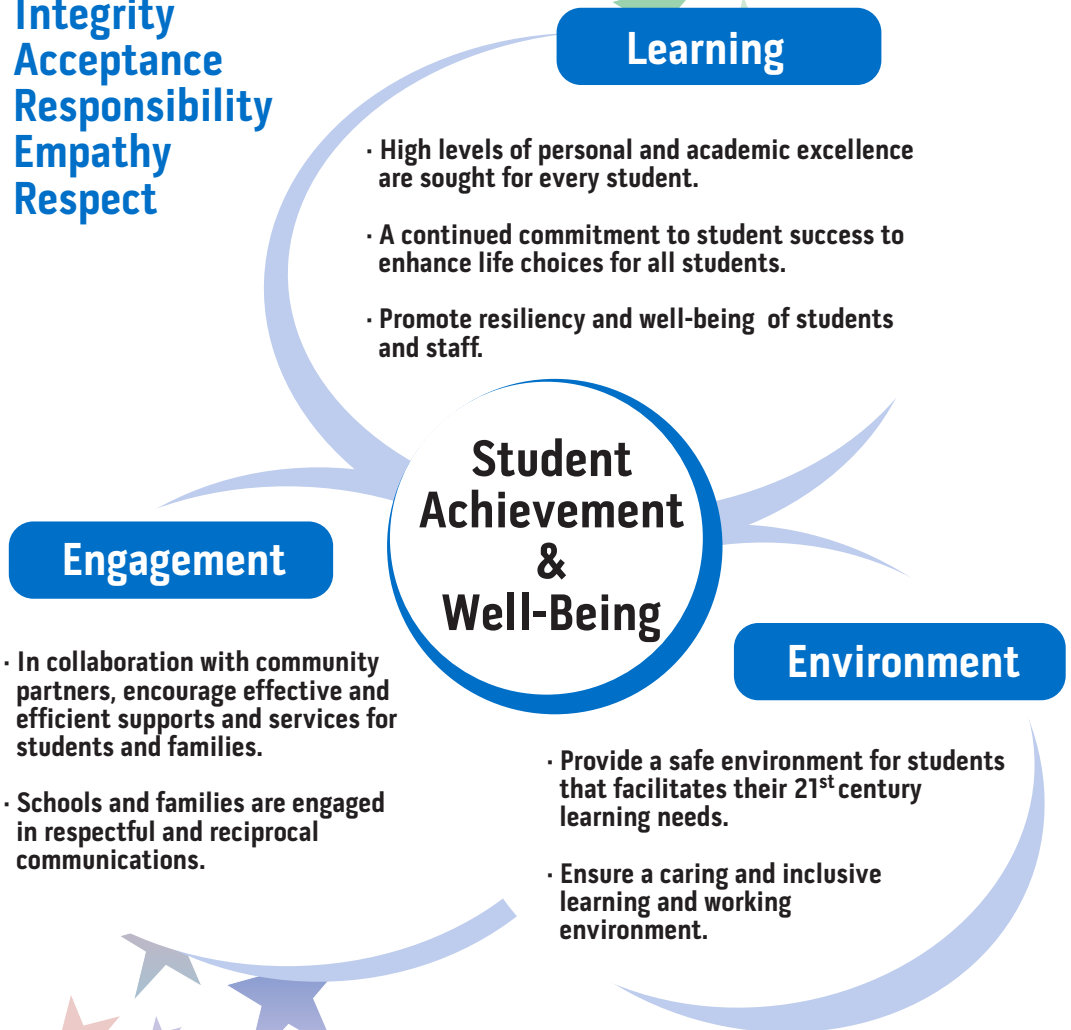 Integrity
Acceptance
Responsibility
Empathy
Respect
Learning
· High levels of personal and academic excellence
are sought for every student.
· A continued commitment to student success to
enhance life choices for all students.
· Promote resiliency and well-being of students
and staff.
Student
Achievement
&
Well-Being
Engagement
· In collaboration with community
partners, encourage effective and
efficient supports and services for
students and families.
· Schools and families are engaged
in respectful and reciprocal
communications.
Environment
· Provide a safe environment for students
that facilitates their 21st century
learning needs.
· Ensure a caring and inclusive
learning and working
environment.